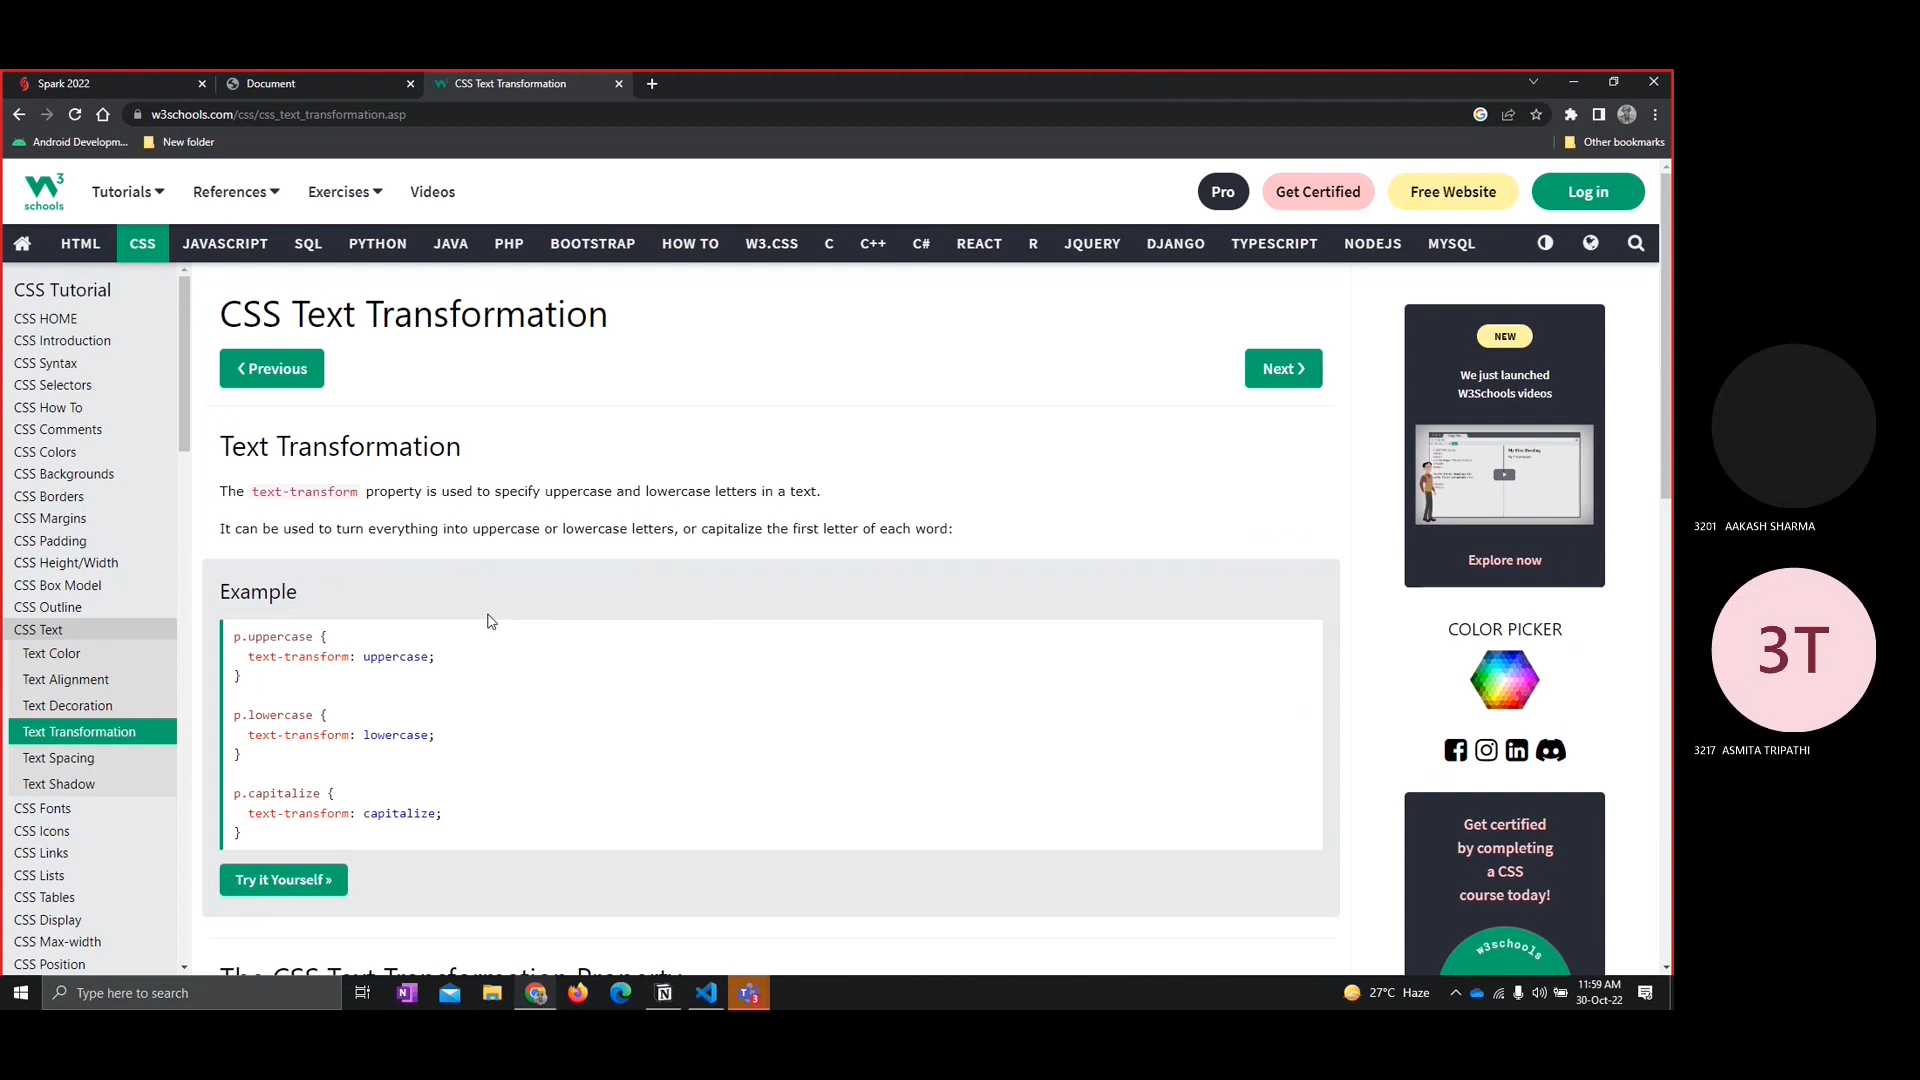 Spark 2022
Document
CSS Text Transformation
w3schools.com/css/css_text_transformation.asp
Android Developm...
New folder
Other bookmarks
3
schools
Tutorials
References
Exercises
Videos
Pro
Get Certified
Free Website
Log in
HTML
CSS
JAVASCRIPT
SQL
PYTHON
JAVA
PHP
BOOTSTRAP
HOW TO
W3.CSS
C
C++
C#
REACT
R
JQUERY
DJANGO
TYPESCRIPT
NODEJS
MYSQL
CSS Tutorial
CSS HOME
CSS Introduction
CSS Syntax
CSS Selectors
CSS How To
CSS Comments
CSS Colors
CSS Backgrounds
CSS Borders
CSS Margins
CSS Padding
CSS Height/Width
CSS Box Model
CSS Outline
CSS Text
Text Color
Text Alignment
Text Decoration
Text Transformation
Text Spacing
Text Shadow
CSS Fonts
CSS Icons
CSS Links
CSS Lists
CSS Tables
CSS Display
CSS Max-width
CSS Position
CSS Text Transformation
❮ Previous
Next ❯
Text Transformation
The text-transform property is used to specify uppercase and lowercase letters in a text.
It can be used to turn everything into uppercase or lowercase letters, or capitalize the first letter of each word:
Example
p.uppercase {
text-transform: uppercase;
}
p.lowercase {
text-transform: lowercase;
}
p.capitalize {
text-transform: capitalize;
}
Try it Yourself »
The CSS Text Transformation Property
NEW
We just launched
W3Schools videos
Explore now
COLOR PICKER
Get certified
by completing
a CSS
course today!
w3schools
3201 AAKASH SHARMA
3T
3217 ASMITA TRIPATHI
Type here to search
27°C Haze
11:59 AM
30-Oct-22